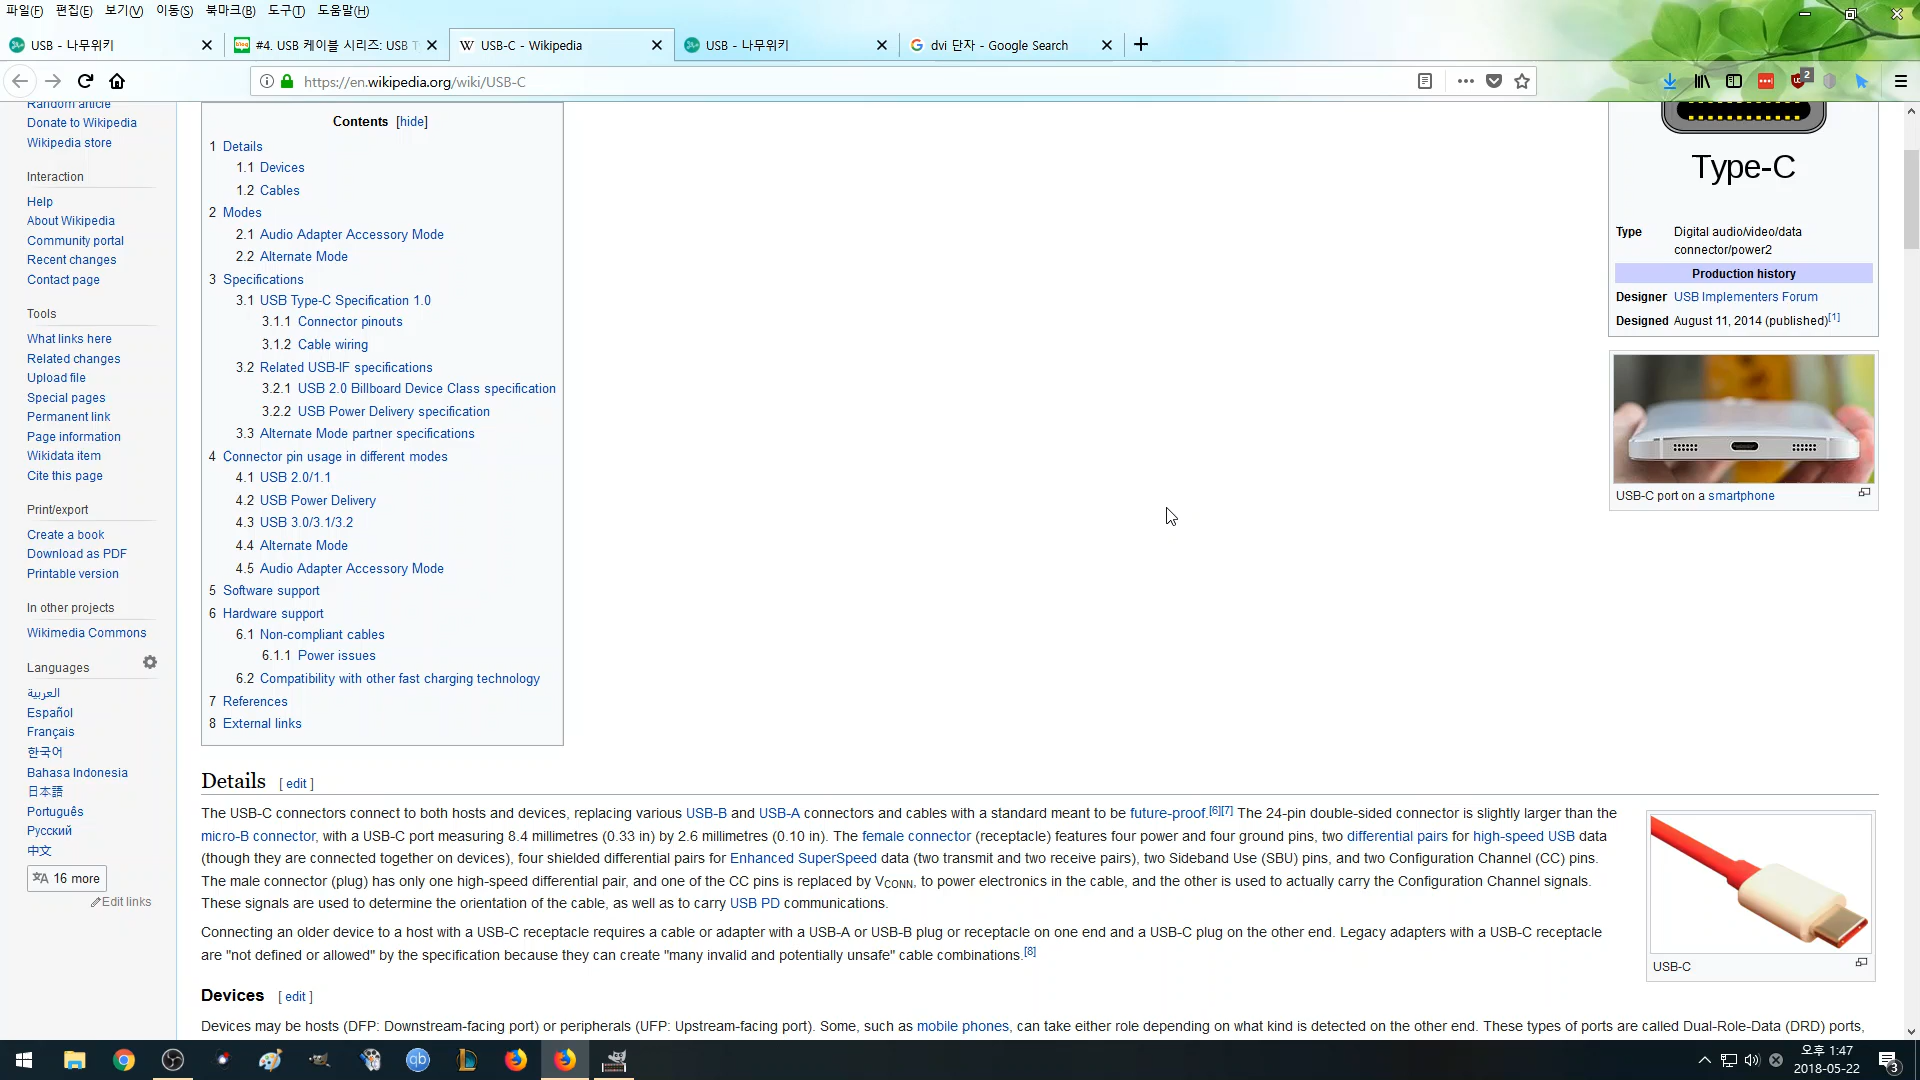 파일(F) 편집(E) 보기(V) 이동(S) 북마크(B) 도구(T) 도움말(H)
USB - 나무위키
#4. USB 케이블 시리즈: USB T
USB-C - Wikipedia
USB - 나무위키
dvi 단자 - Google Search
https://en.wikipedia.org/wiki/USB-C
2
Random article
Donate to Wikipedia
Wikipedia store
Interaction
Help
About Wikipedia
Community portal
Recent changes
Contact page
Tools
What links here
Related changes
Upload file
Special pages
Permanent link
Page information
Wikidata item
Cite this page
Print/export
Create a book
Download as PDF
Printable version
In other projects
Wikimedia Commons
Languages
العربية
Español
Français
한국어
Bahasa Indonesia
日本語
Português
Русский
中文
16 more
Edit links
Contents [hide]
1 Details
1.1 Devices
1.2 Cables
2 Modes
2.1 Audio Adapter Accessory Mode
2.2 Alternate Mode
3 Specifications
3.1 USB Type-C Specification 1.0
3.1.1 Connector pinouts
3.1.2 Cable wiring
3.2 Related USB-IF specifications
3.2.1 USB 2.0 Billboard Device Class specification
3.2.2 USB Power Delivery specification
3.3 Alternate Mode partner specifications
4 Connector pin usage in different modes
4.1 USB 2.0/1.1
4.2 USB Power Delivery
4.3 USB 3.0/3.1/3.2
4.4 Alternate Mode
4.5 Audio Adapter Accessory Mode
5 Software support
6 Hardware support
6.1 Non-compliant cables
6.1.1 Power issues
6.2 Compatibility with other fast charging technology
7 References
8 External links
Type-C
Type Digital audio/video/data
connector/power2
Production history
Designer USB Implementers Forum
Designed August 11, 2014 (published)[1]
USB-C port on a smartphone
Details [ edit ]
The USB-C connectors connect to both hosts and devices, replacing various USB-B and USB-A connectors and cables with a standard meant to be future-proof.[6][7] The 24-pin double-sided connector is slightly larger than the
micro-B connector, with a USB-C port measuring 8.4 millimetres (0.33 in) by 2.6 millimetres (0.10 in). The female connector (receptacle) features four power and four ground pins, two differential pairs for high-speed USB data
(though they are connected together on devices), four shielded differential pairs for Enhanced SuperSpeed data (two transmit and two receive pairs), two Sideband Use (SBU) pins, and two Configuration Channel (CC) pins.
The male connector (plug) has only one high-speed differential pair, and one of the CC pins is replaced by VCONN, to power electronics in the cable, and the other is used to actually carry the Configuration Channel signals.
These signals are used to determine the orientation of the cable, as well as to carry USB PD communications.
Connecting an older device to a host with a USB-C receptacle requires a cable or adapter with a USB-A or USB-B plug or receptacle on one end and a USB-C plug on the other end. Legacy adapters with a USB-C receptacle
are "not defined or allowed" by the specification because they can create "many invalid and potentially unsafe" cable combinations.[8]
USB-C
Devices [ edit ]
Devices may be hosts (DFP: Downstream-facing port) or peripherals (UFP: Upstream-facing port). Some, such as mobile phones, can take either role depending on what kind is detected on the other end. These types of ports are called Dual-Role-Data (DRD) ports,
qb
오후 1:47
2018-05-22
3